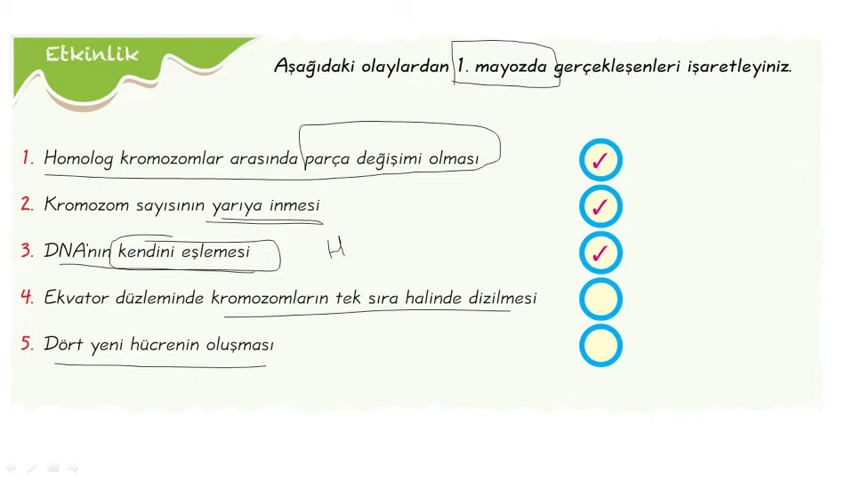 Etkinlik
Aşağıdaki olaylardan 1. mayozda gerçekleşenleri işaretleyiniz.
1. Homolog kromozomlar arasında parça değişimi olması ✓
2. Kromozom sayısının yarıya inmesi ✓
3. DNA'nın kendini eşlemesi H ✓
4. Ekvator düzleminde kromozomların tek sıra halinde dizilmesi
5. Dört yeni hücrenin oluşması